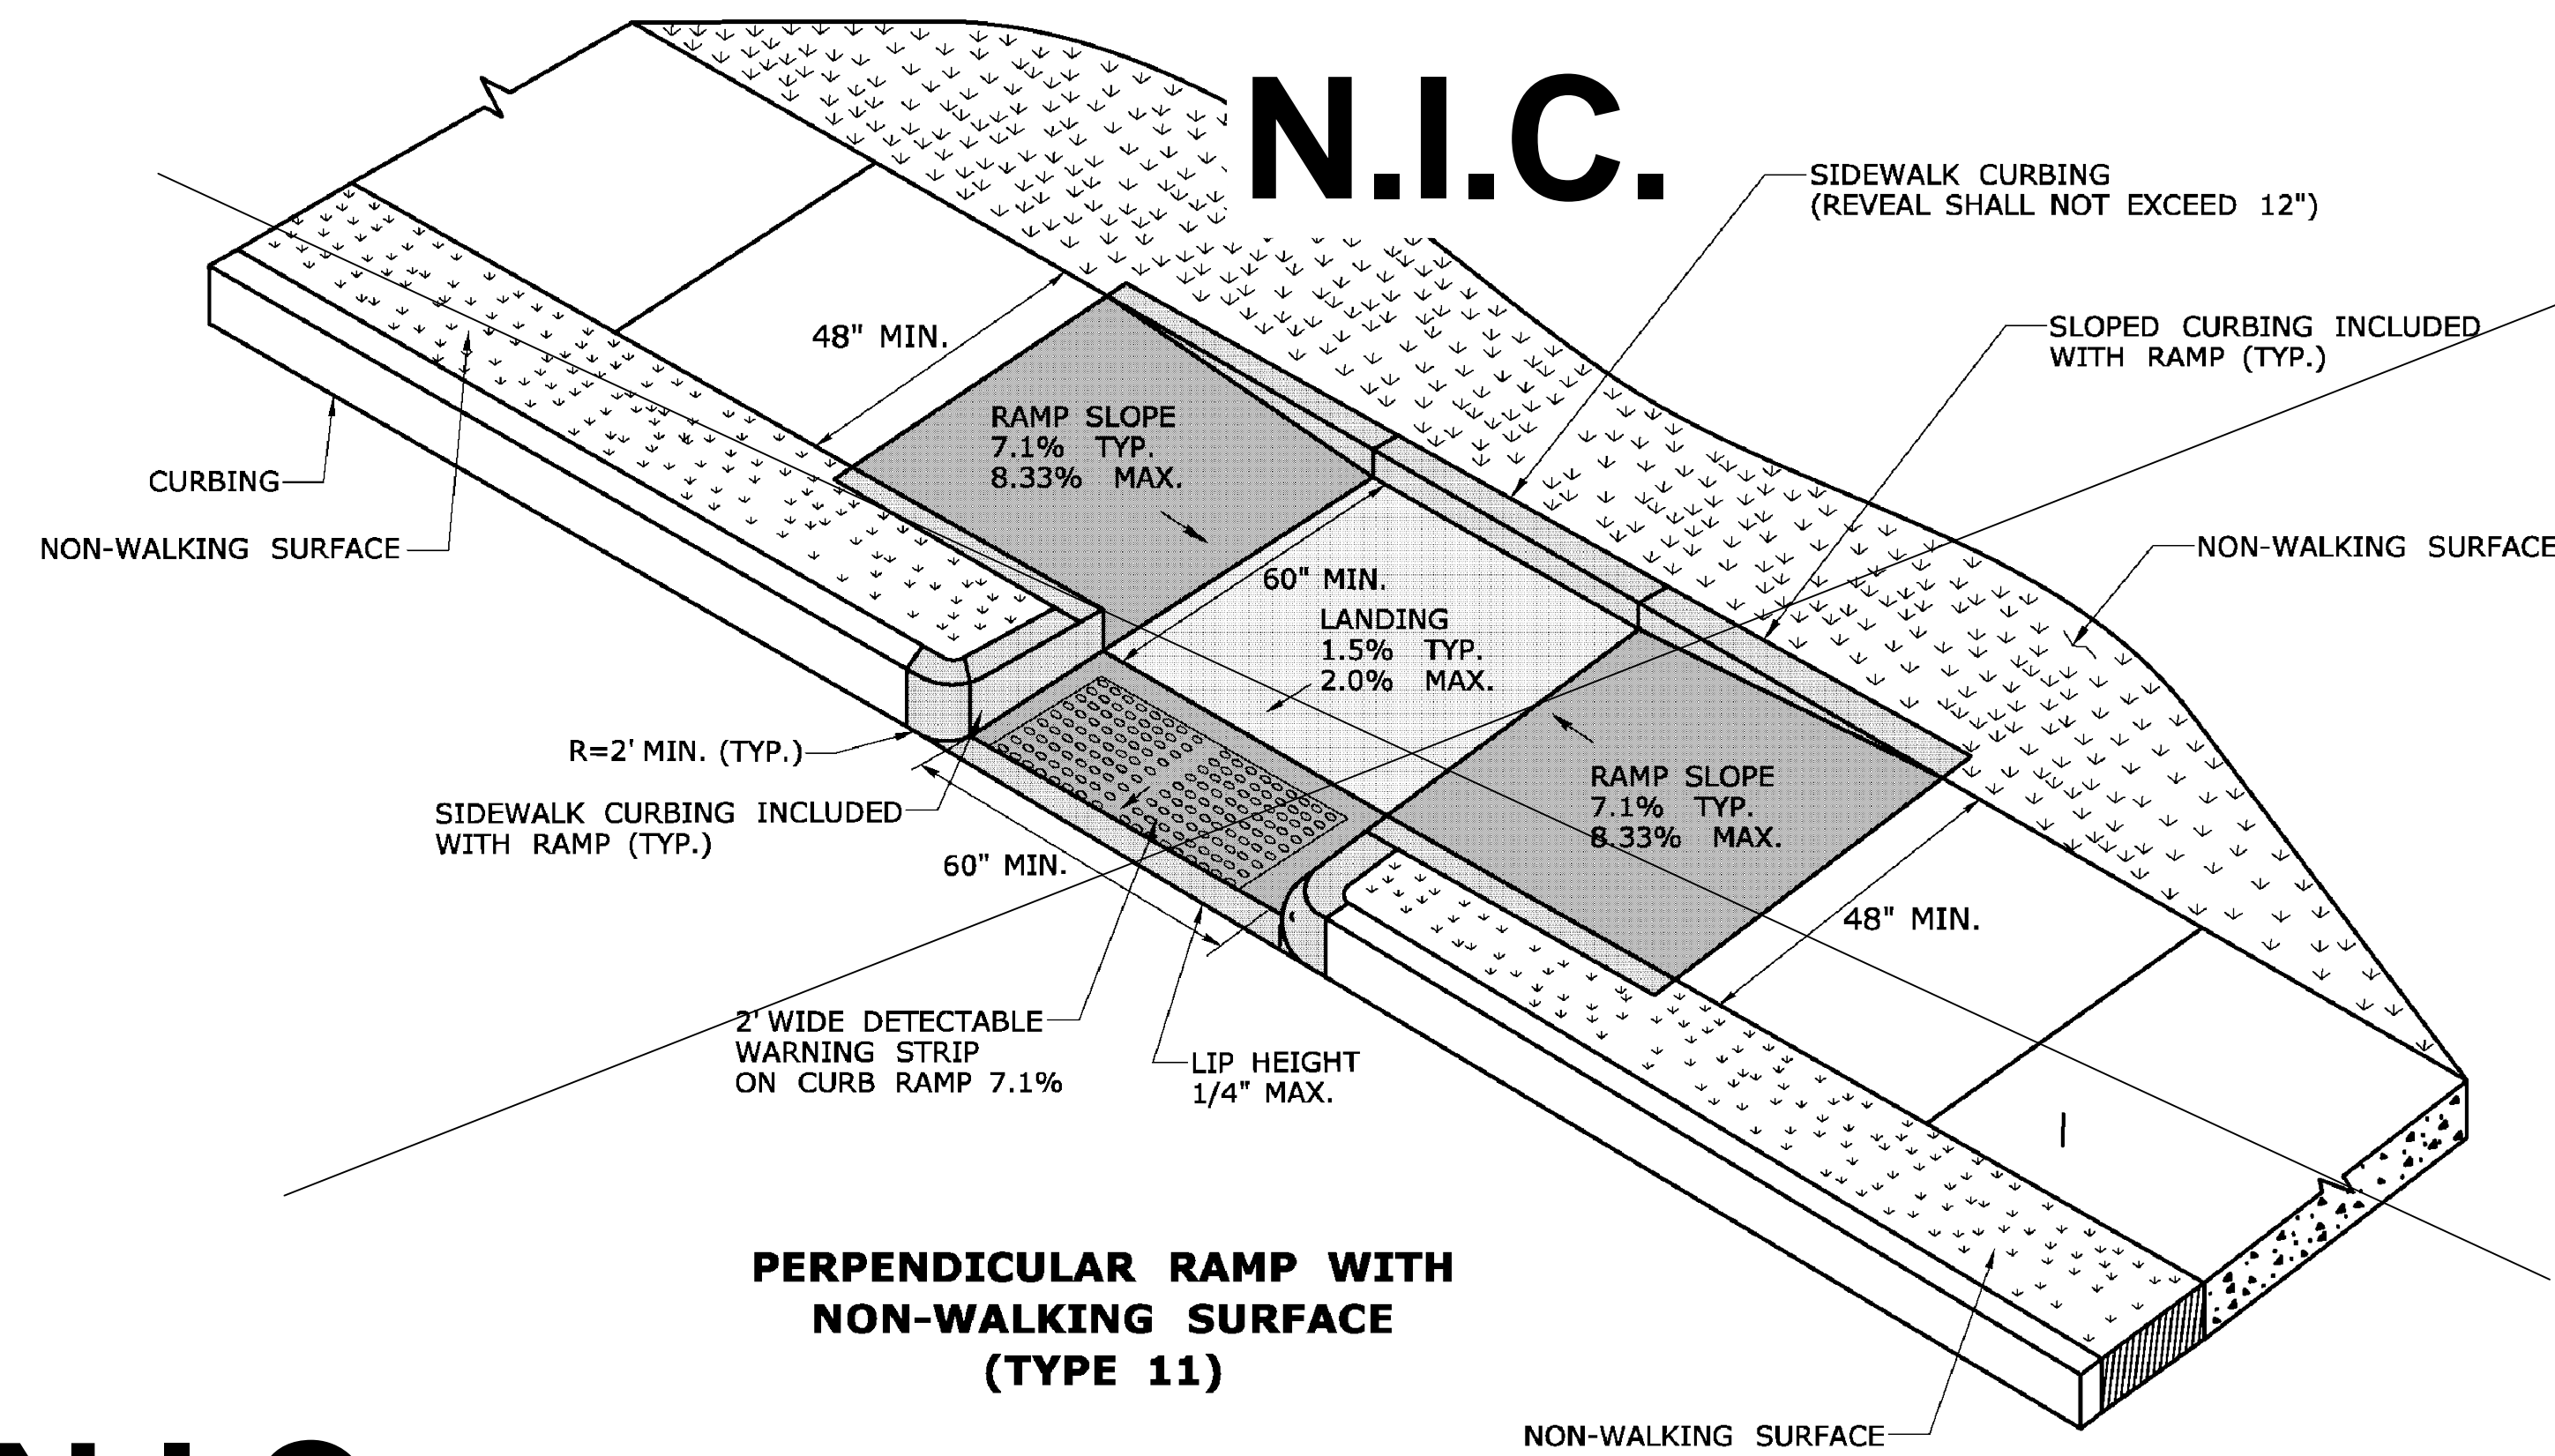 N.I.C.
SIDEWALK CURBING
(REVEAL SHALL NOT EXCEED 12")
SLOPED CURBING INCLUDED
WITH RAMP (TYP.)
48" MIN.
RAMP SLOPE
7.1% TYP.
8.33% MAX.
CURBING
NON-WALKING SURFACE
NON-WALKING SURFACE
60" MIN.
LANDING
1.5% TYP.
2.0% MAX.
R=2' MIN. (TYP.)
SIDEWALK CURBING INCLUDED
WITH RAMP (TYP.)
RAMP SLOPE
7.1% TYP.
8.33% MAX.
60" MIN.
48" MIN.
2' WIDE DETECTABLE
WARNING STRIP
ON CURB RAMP 7.1%
LIP HEIGHT
1/4" MAX.
PERPENDICULAR RAMP WITH
NON-WALKING SURFACE
(TYPE 11)
NON-WALKING SURFACE